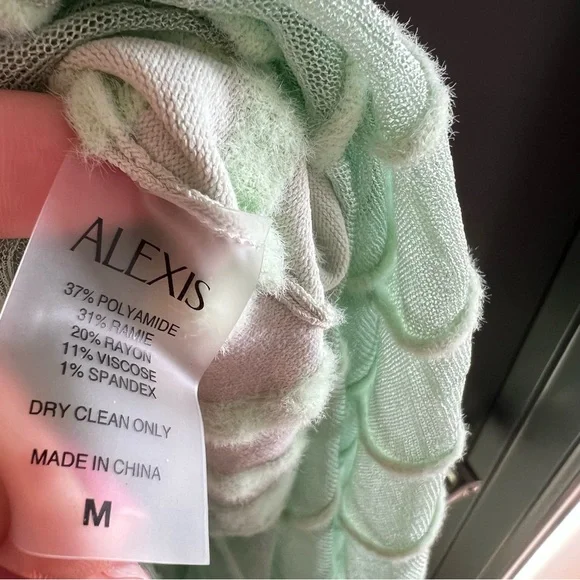 ALEXIS
37% POLYAMIDE
31% RAMIE
20% RAYON
11% VISCOSE
1% SPANDEX
DRY CLEAN ONLY
MADE IN CHINA
M